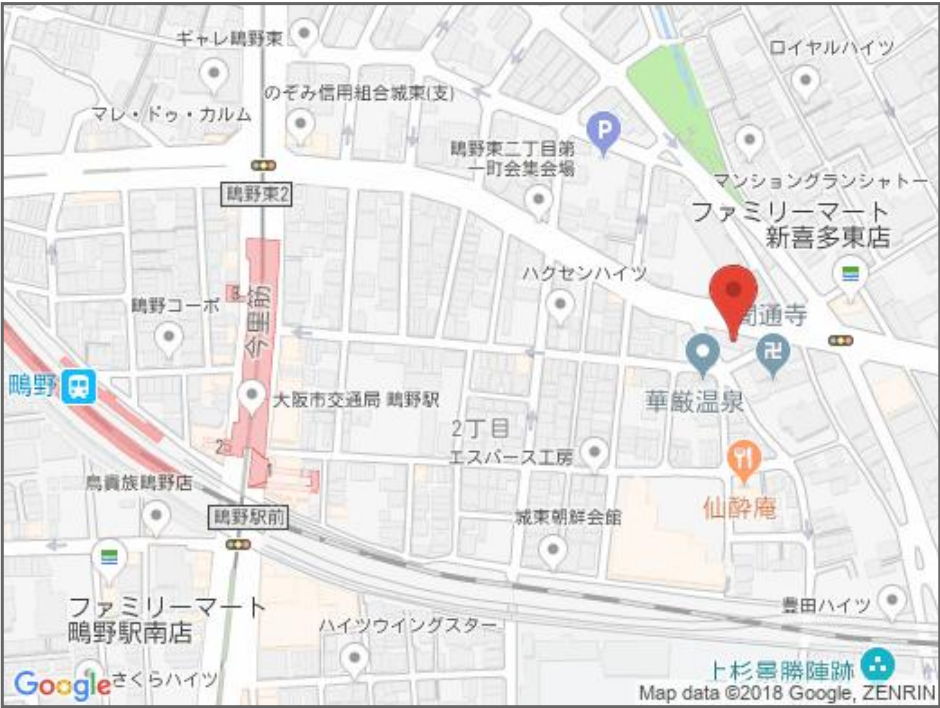 ギャレ鴫野東
ロイヤルハイツ
のぞみ信用組合城東(支)
マレ・ドゥ・カルム
P
鴫野東二丁目第
一町会集会場
マンショングランシャトー
鴫野東2
ファミリーマート
新喜多東店
ハクセンハイツ
3
鴫野コーポ
今里筋
聞通寺
卍
鴫野
大阪市交通局 鴫野駅
華厳温泉
2丁目
2
エスパース工房
1
鳥貴族鴫野店
仙酔庵
鴫野駅前
城東朝鮮会館
ファミリーマート
鴫野駅南店
豊田ハイツ
ハイツウイングスター
上杉景勝陣跡
Google
さくらハイツ
Map data ©2018 Google, ZENRIN